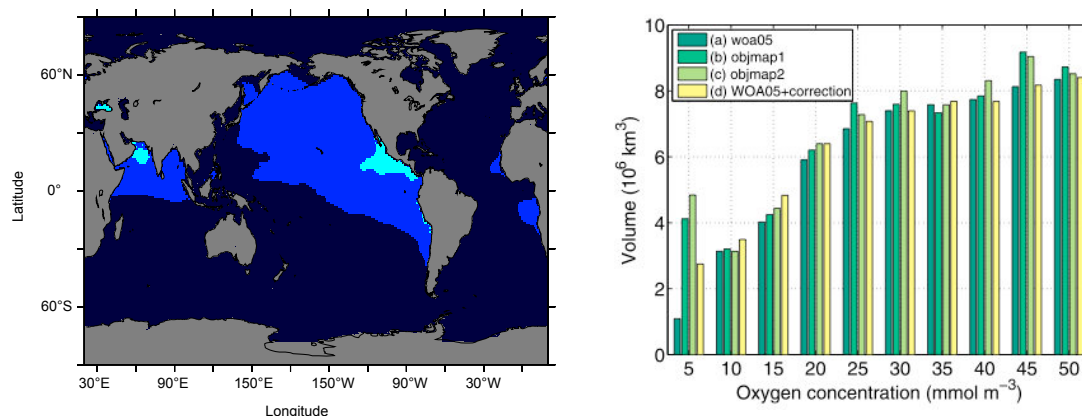 60°N
0°
60°S
Latitude
30°E 90°E 150°E 150°W 90°W 30°W
Longitude
10
8
6
4
2
0
Volume (10⁶ km³)
(a) woa05
(b) objmap1
(c) objmap2
(d) WOA05+correction
5 10 15 20 25 30 35 40 45 50
Oxygen concentration (mmol m⁻³)